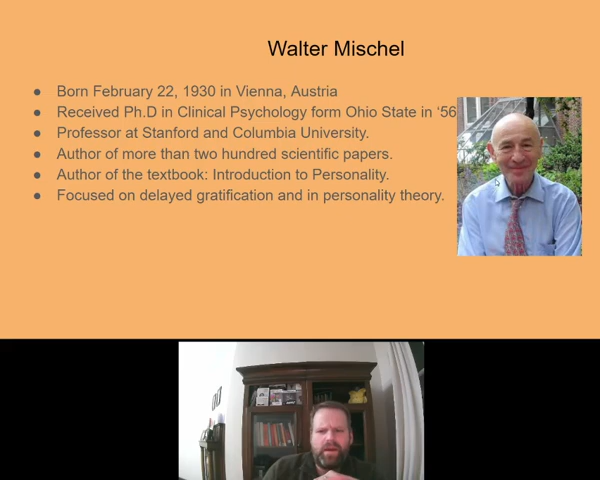 Walter Mischel
● Born February 22, 1930 in Vienna, Austria
● Received Ph.D in Clinical Psychology form Ohio State in ‘56
● Professor at Stanford and Columbia University.
● Author of more than two hundred scientific papers.
● Author of the textbook: Introduction to Personality.
● Focused on delayed gratification and in personality theory.